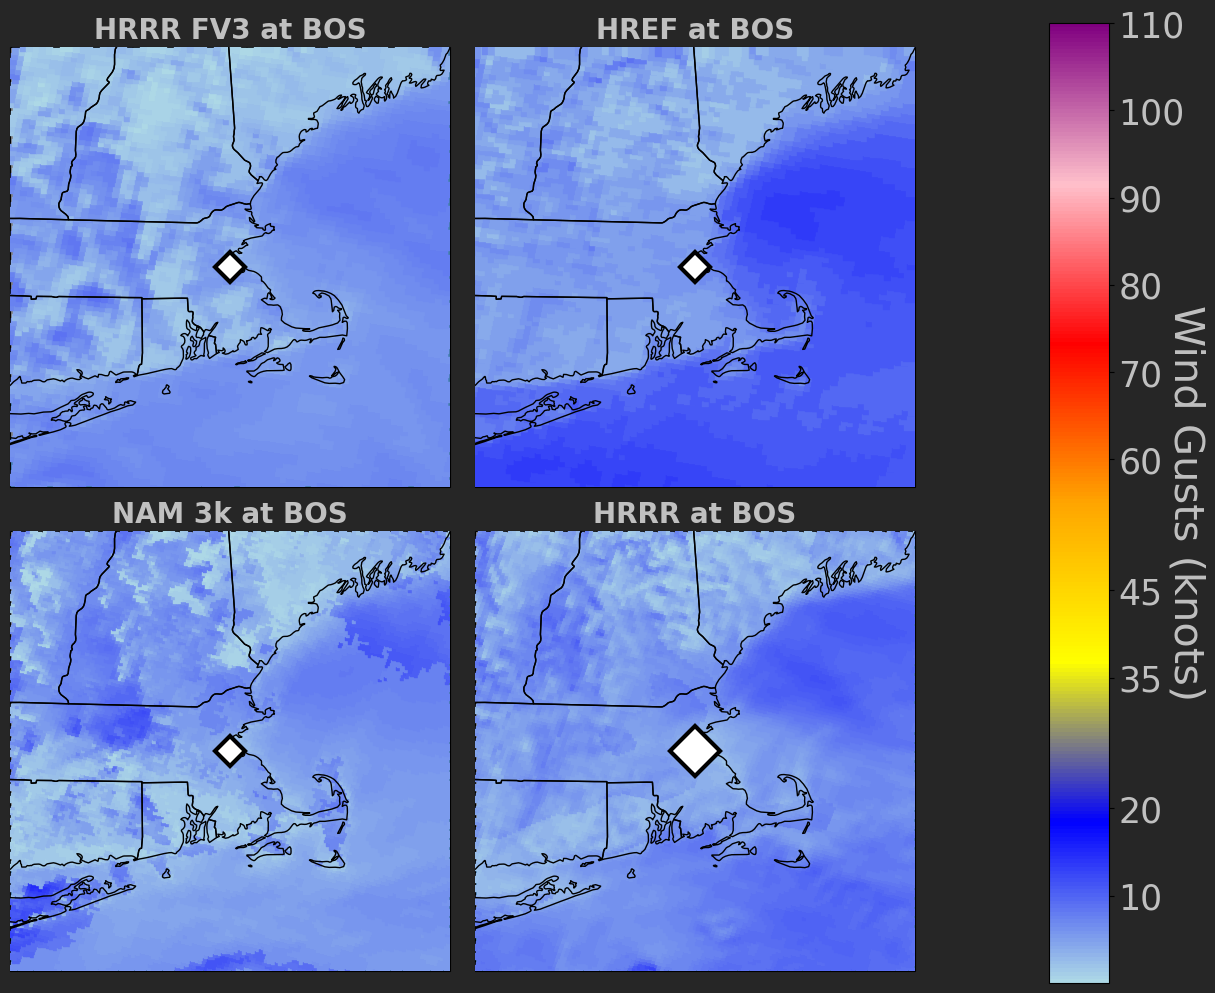 HRRR FV3 at BOS
HREF at BOS
NAM 3k at BOS
HRRR at BOS
110
100
90
80
70
60
45
35
20
10
Wind Gusts (knots)